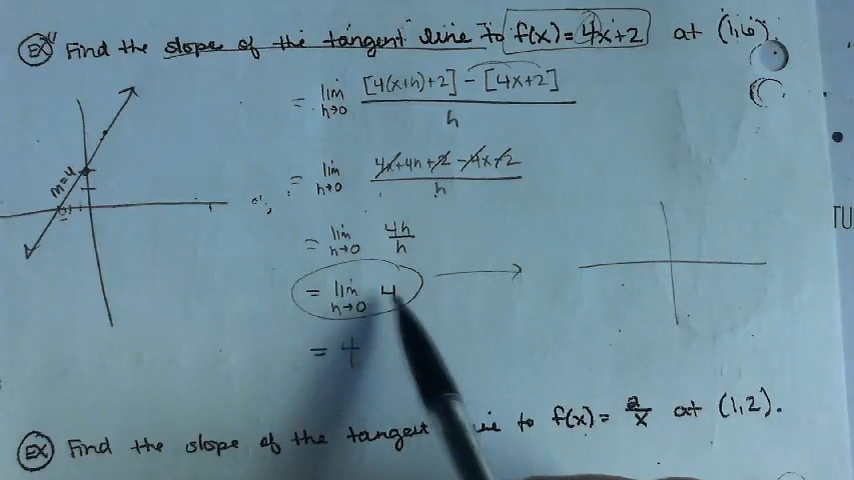 EX Find the slope of the "tangent" line to f(x) = 4x+2 at (1,6).
= lim h→0 [4(x+h)+2] - [4x+2] / h
= lim h→0 4x+4h+2-4x-2 / h
m=4
= lim h→0 4h/h
= lim h→0 4
= 4
TU
EX Find the slope of the tangent to f(x) = 2/x at (1,2).